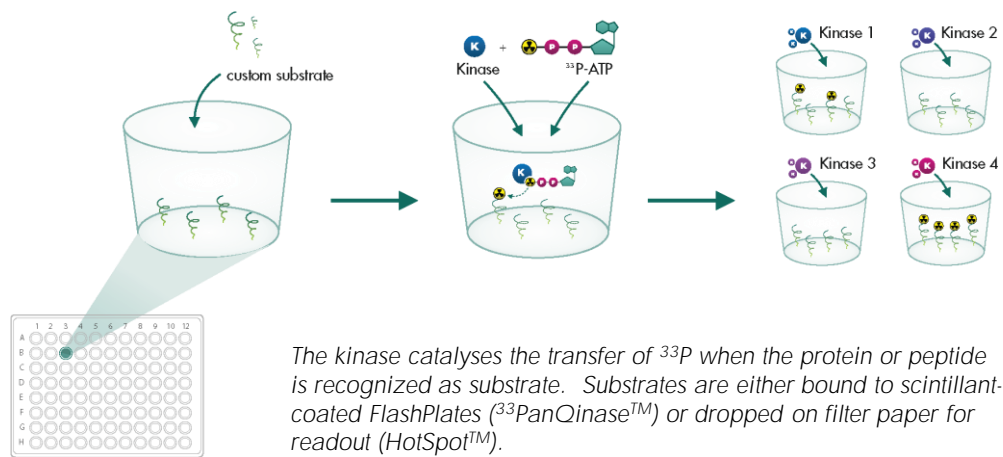 custom substrate
K + P P
Kinase ³³P-ATP
K P P
K K K Kinase 1
K K K Kinase 2
K K K Kinase 3
K K K Kinase 4
1 2 3 4 5 6 7 8 9 10 11 12
A
B
C
D
E
F
G
H
The kinase catalyses the transfer of ³³P when the protein or peptide
is recognized as substrate. Substrates are either bound to scintillant-
coated FlashPlates (³³PanQinase™) or dropped on filter paper for
readout (HotSpot™).